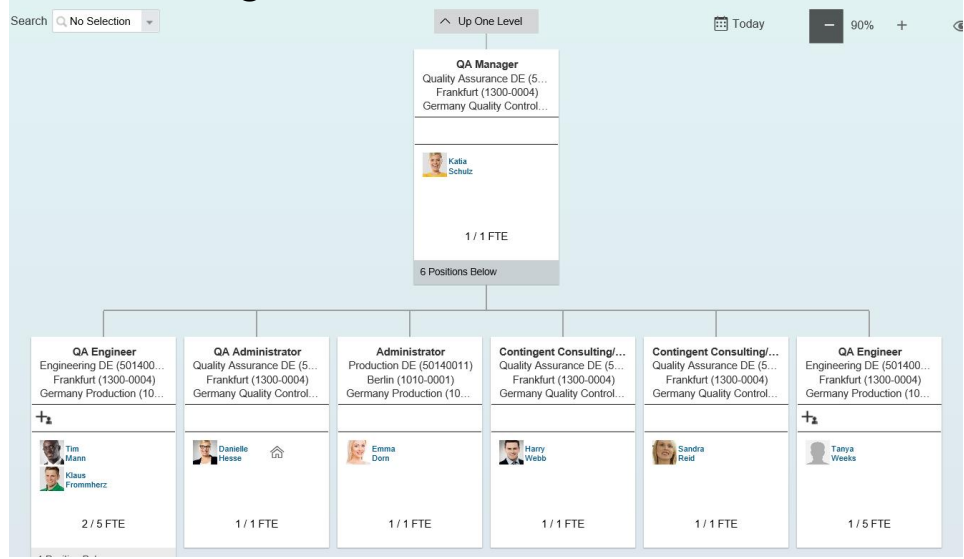 Search No Selection
Up One Level
Today
90%
QA Manager
Quality Assurance DE (5...
Frankfurt (1300-0004)
Germany Quality Control...
Katia
Schulz
1 / 1 FTE
6 Positions Below
QA Engineer
Engineering DE (501400...
Frankfurt (1300-0004)
Germany Production (10...
Tim
Mann
Klaus
Frommherz
2 / 5 FTE
QA Administrator
Quality Assurance DE (5...
Frankfurt (1300-0004)
Germany Quality Control...
Danielle
Hesse
1 / 1 FTE
Administrator
Production DE (50140011)
Berlin (1010-0001)
Germany Production (10...
Emma
Dorn
1 / 1 FTE
Contingent Consulting/...
Quality Assurance DE (5...
Frankfurt (1300-0004)
Germany Quality Control...
Harry
Webb
1 / 1 FTE
Contingent Consulting/...
Quality Assurance DE (5...
Frankfurt (1300-0004)
Germany Quality Control...
Sandra
Reid
1 / 1 FTE
QA Engineer
Engineering DE (501400...
Frankfurt (1300-0004)
Germany Production (10...
Tanya
Weeks
1 / 5 FTE